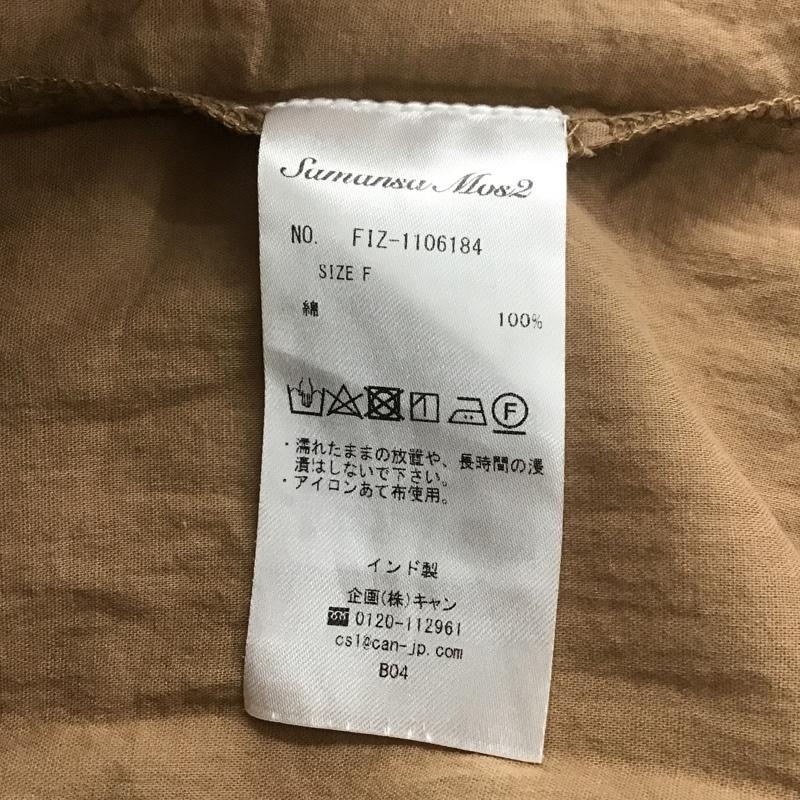 Samansa Mos2
NO. FIZ-1106184
SIZE F
綿 100%
F
・濡れたままの放置や、長時間の浸
漬はしないで下さい。
・アイロンあて布使用。
インド製
企画(株)キャン
0120-112961
cs1@can-jp.com
B04